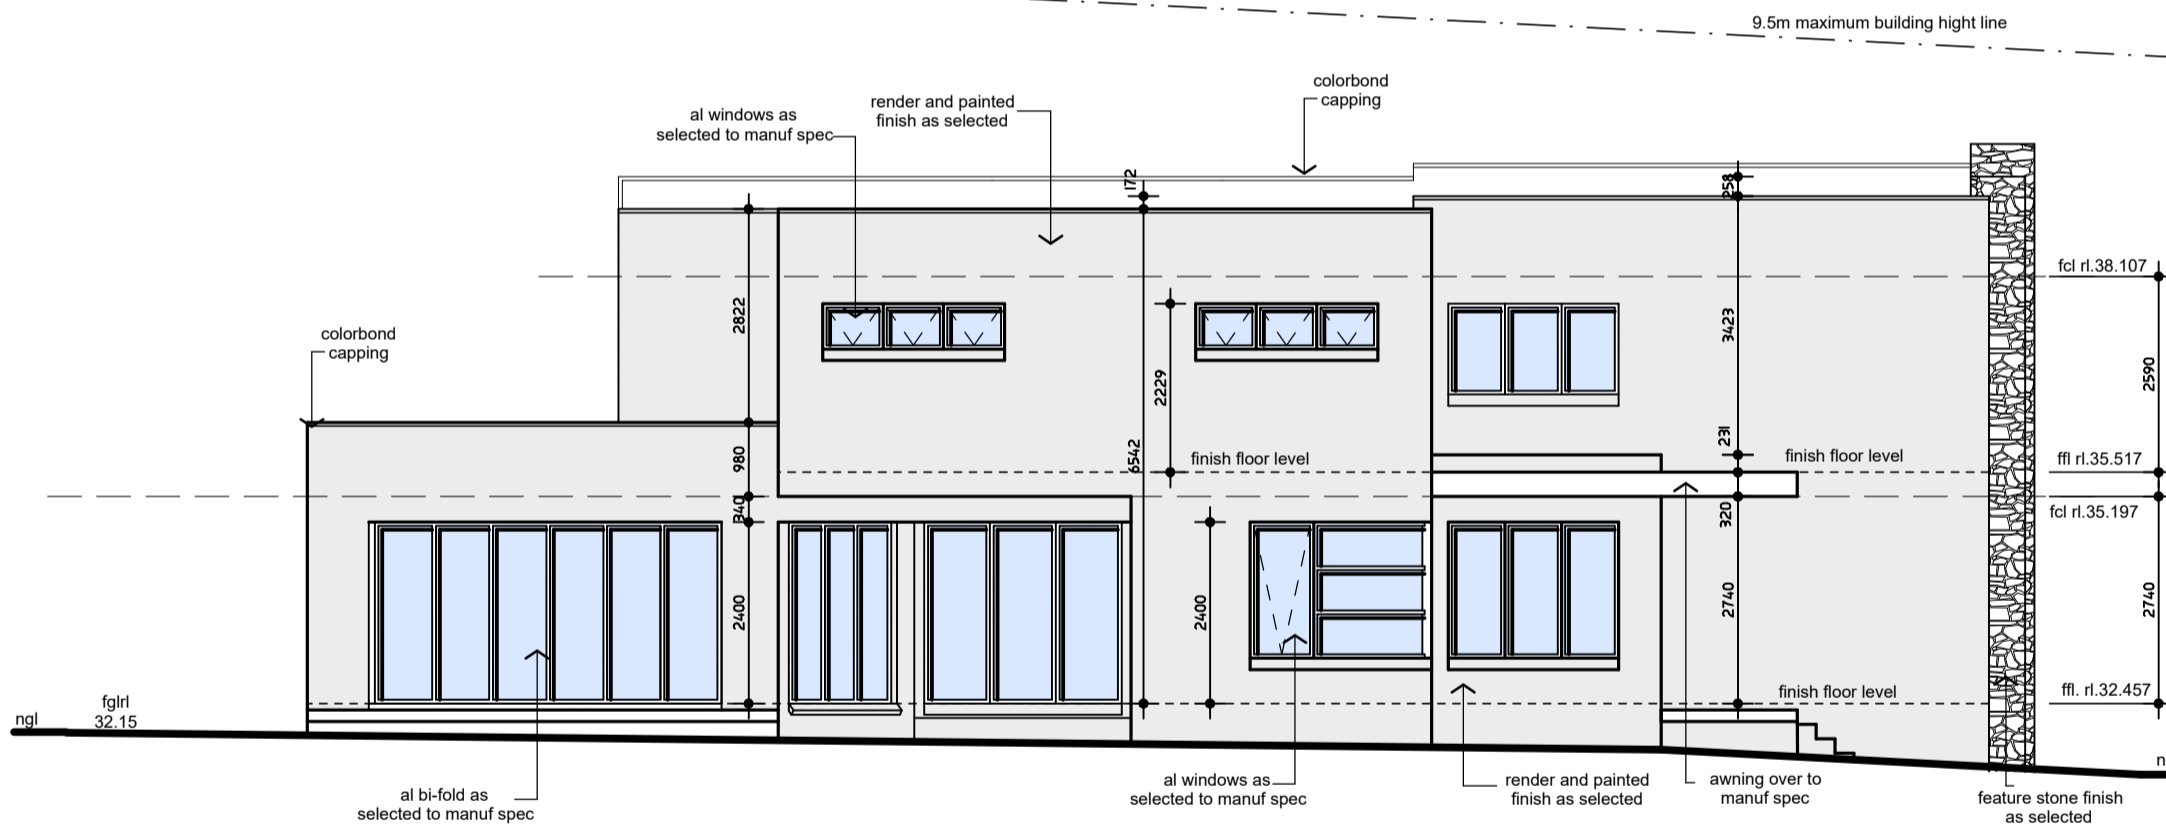 9.5m maximum building hight line
colorbond
capping
render and painted
finish as selected
al windows as
selected to manuf spec
172
258
fcl rl.38.107
2822
3423
2590
colorbond
capping
2229
980
6542
231
finish floor level
finish floor level
ffl rl.35.517
340
320
fcl rl.35.197
2400
2400
2740
2740
finish floor level
ffl. rl.32.457
ngl
fglrl
32.15
n
al bi-fold as
selected to manuf spec
al windows as
selected to manuf spec
render and painted
finish as selected
awning over to
manuf spec
feature stone finish
as selected